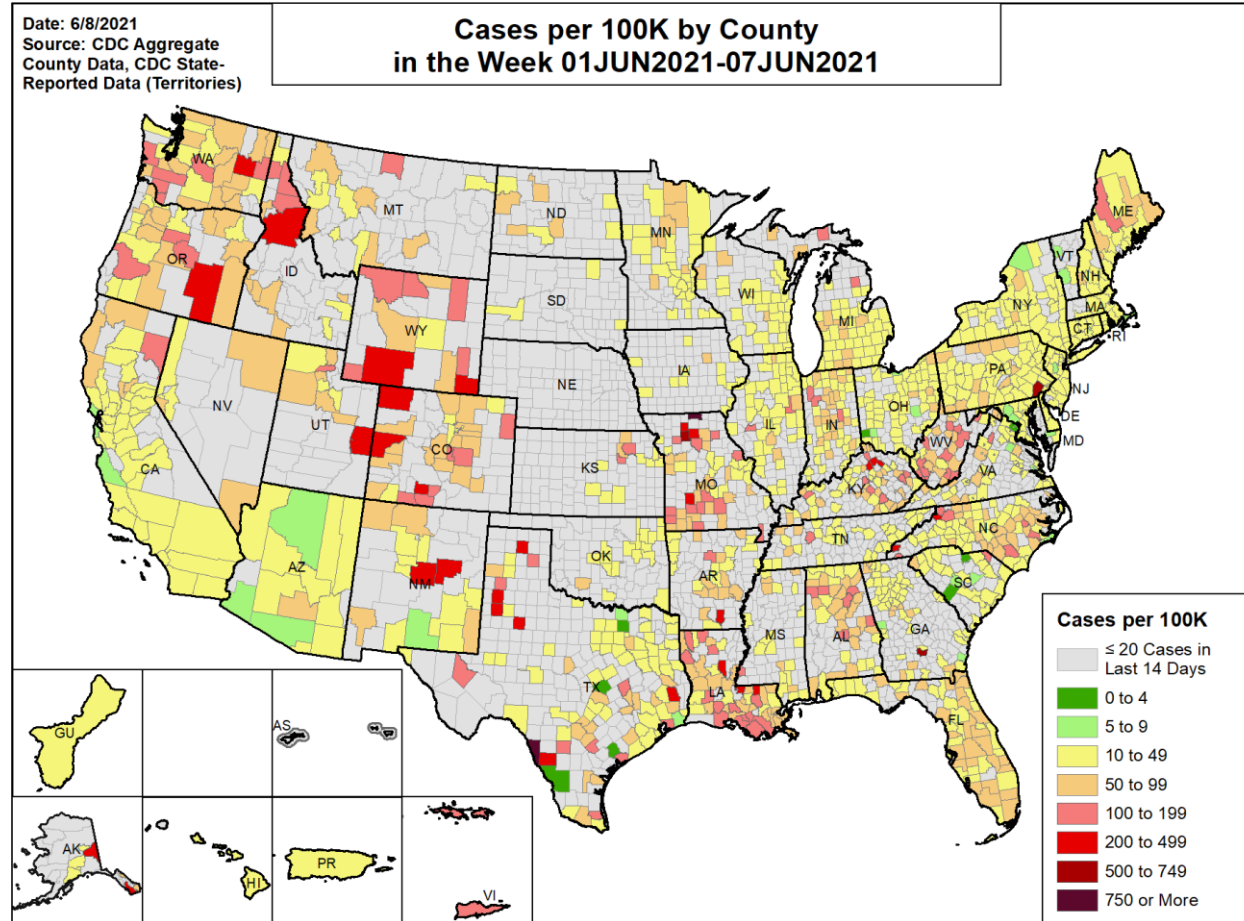 Date: 6/8/2021
Source: CDC Aggregate
County Data, CDC State-
Reported Data (Territories)
Cases per 100K by County
in the Week 01JUN2021-07JUN2021
WA
MT
ND
MN
ME
OR
ID
SD
WI
MI
VT
NH
NY
MA
CT
RI
WY
IA
NE
PA
NJ
NV
UT
CO
IL
IN
OH
DE
MD
WV
CA
KS
MO
KY
VA
AZ
NM
OK
AR
TN
NC
SC
MS
AL
GA
TX
LA
FL
GU
AS
AK
HI
PR
VI
Cases per 100K
≤ 20 Cases in
Last 14 Days
0 to 4
5 to 9
10 to 49
50 to 99
100 to 199
200 to 499
500 to 749
750 or More